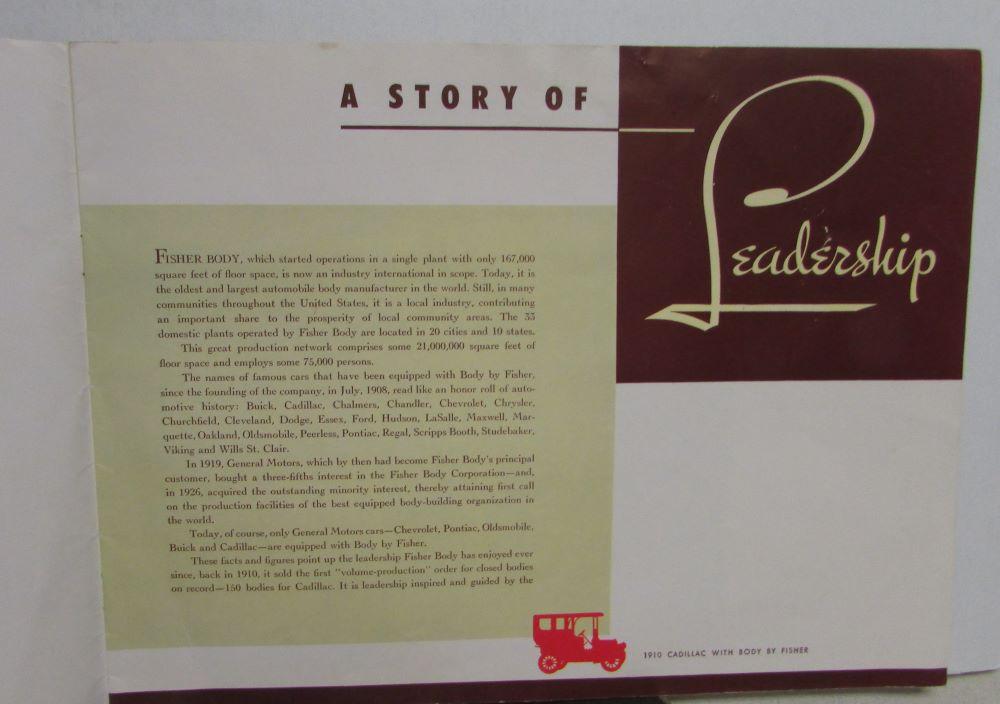 A STORY OF
Leadership
FISHER BODY, which started operations in a single plant with only 167,000
square feet of floor space, is now an industry international in scope. Today, it is
the oldest and largest automobile body manufacturer in the world. Still, in many
communities throughout the United States, it is a local industry, contributing
an important share to the prosperity of local community areas. The 33
domestic plants operated by Fisher Body are located in 20 cities and 10 states.
This great production network comprises some 21,000,000 square feet of
floor space and employs some 75,000 persons.
The names of famous cars that have been equipped with Body by Fisher,
since the founding of the company, in July, 1908, read like an honor roll of auto-
motive history: Buick, Cadillac, Chalmers, Chandler, Chevrolet, Chrysler,
Churchfield, Cleveland, Dodge, Essex, Ford, Hudson, LaSalle, Maxwell, Mar-
quette, Oakland, Oldsmobile, Peerless, Pontiac, Regal, Scripps Booth, Studebaker,
Viking and Wills St. Clair.
In 1919, General Motors, which by then had become Fisher Body's principal
customer, bought a three-fifths interest in the Fisher Body Corporation—and,
in 1926, acquired the outstanding minority interest, thereby attaining first call
on the production facilities of the best equipped body-building organization in
the world.
Today, of course, only General Motors cars—Chevrolet, Pontiac, Oldsmobile,
Buick and Cadillac—are equipped with Body by Fisher.
These facts and figures point up the leadership Fisher Body has enjoyed ever
since, back in 1910, it sold the first "volume-production" order for closed bodies
on record—150 bodies for Cadillac. It is leadership inspired and guided by the
1910 CADILLAC WITH BODY BY FISHER